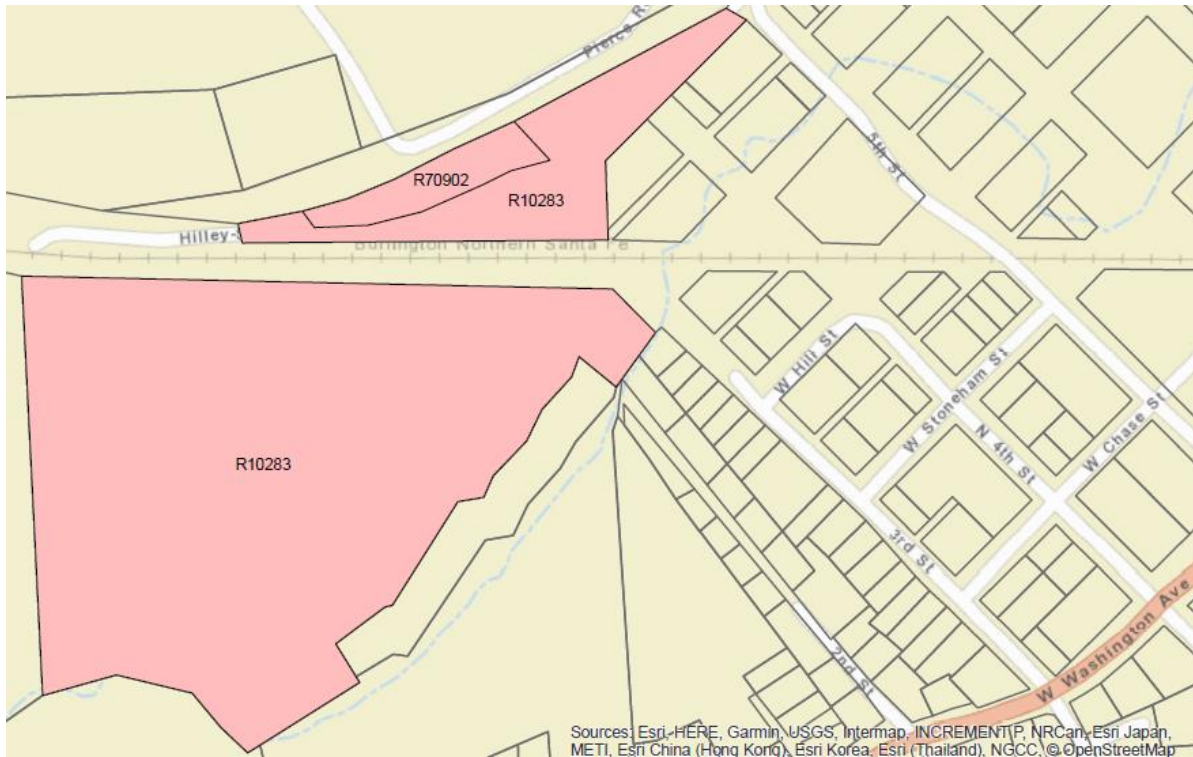 Pierce R
5th St
R70902
R10283
Hilley-
Burlington Northern Santa Fe
W Hill St
W Stoneham St
N 4th St
W Chase St
R10283
3rd St
2nd St
W Washington Ave
Sources: Esri, HERE, Garmin, USGS, Intermap, INCREMENT P, NRCan, Esri Japan,
METI, Esri China (Hong Kong), Esri Korea, Esri (Thailand), NGCC, © OpenStreetMap